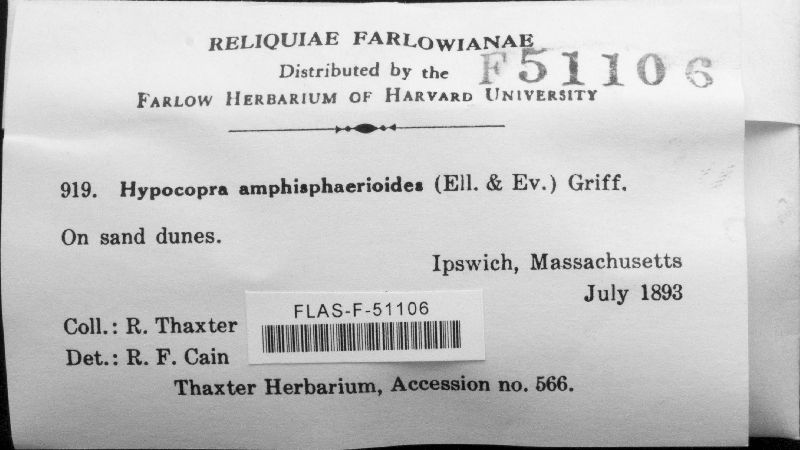 RELIQUIAE FARLOWIANAE
Distributed by the
F51106
FARLOW HERBARIUM OF HARVARD UNIVERSITY
919. Hypocopra amphisphaerioides (Ell. & Ev.) Griff.
On sand dunes.
Ipswich, Massachusetts
July 1893
FLAS-F-51106
Coll.: R. Thaxter
Det.: R. F. Cain
Thaxter Herbarium, Accession no. 566.